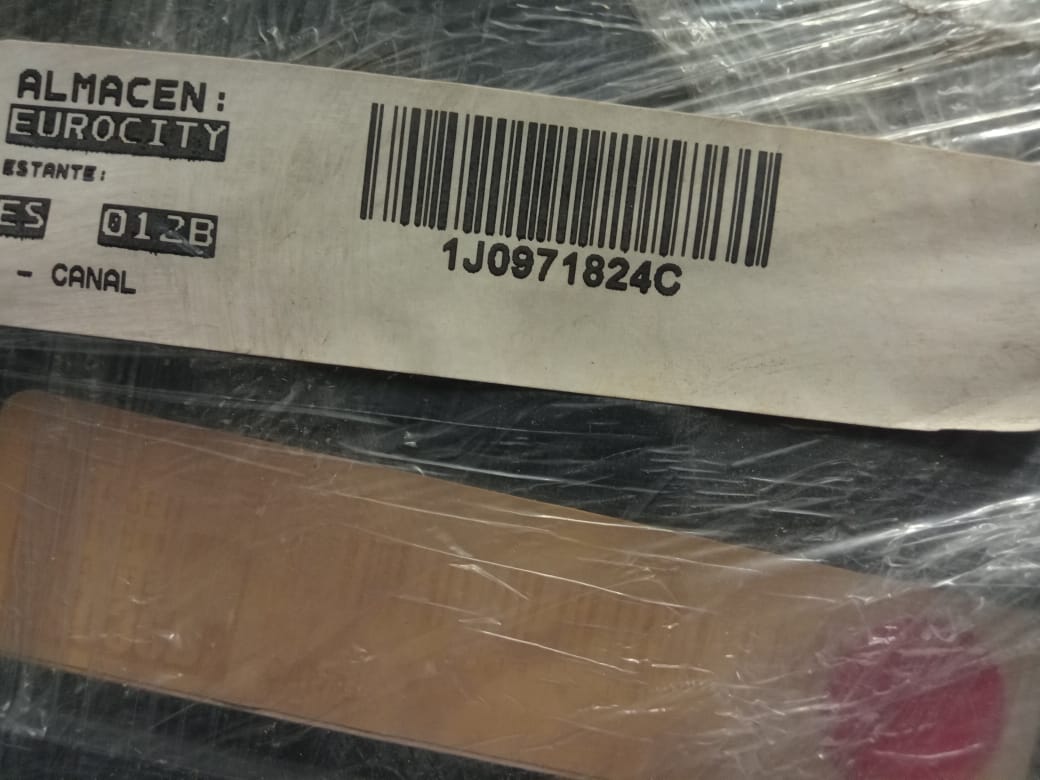 ALMACEN:
EUROCITY
ESTANTE:
ES 012B
- CANAL
1J0971824C